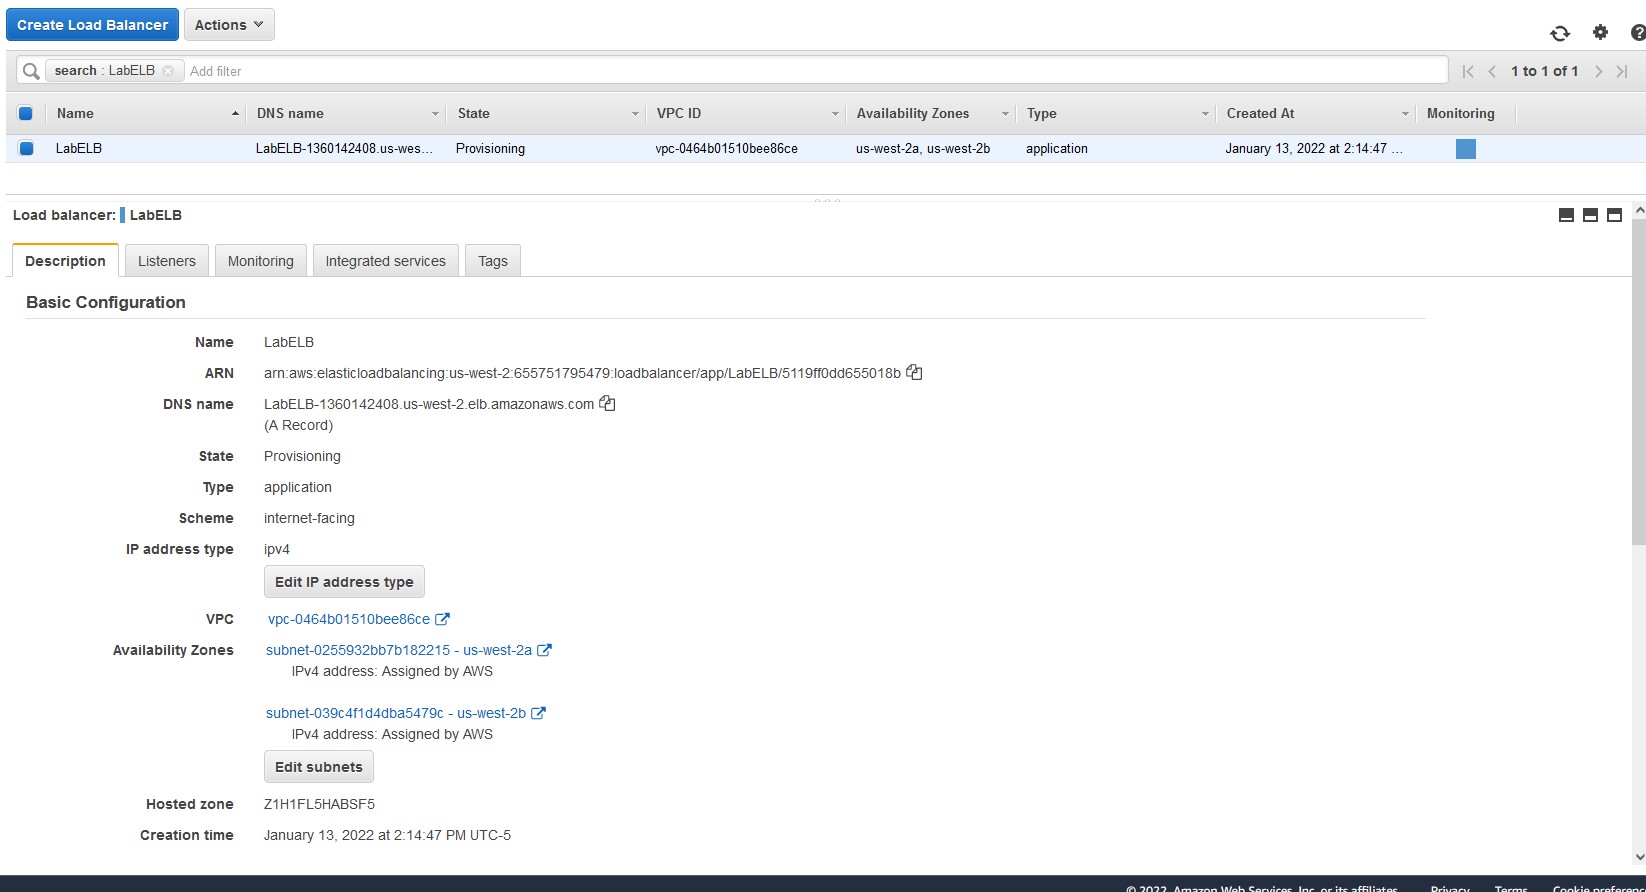 Create Load Balancer Actions
search : LabELB Add filter 1 to 1 of 1
Name DNS name State VPC ID Availability Zones Type Created At Monitoring
LabELB LabELB-1360142408.us-wes... Provisioning vpc-0464b01510bee86ce us-west-2a, us-west-2b application January 13, 2022 at 2:14:47 ...
Load balancer: LabELB
Description Listeners Monitoring Integrated services Tags
Basic Configuration
Name LabELB
ARN arn:aws:elasticloadbalancing:us-west-2:655751795479:loadbalancer/app/LabELB/5119ff0dd655018b
DNS name LabELB-1360142408.us-west-2.elb.amazonaws.com
(A Record)
State Provisioning
Type application
Scheme internet-facing
IP address type ipv4
Edit IP address type
VPC vpc-0464b01510bee86ce
Availability Zones subnet-0255932bb7b182215 - us-west-2a
IPv4 address: Assigned by AWS
subnet-039c4f1d4dba5479c - us-west-2b
IPv4 address: Assigned by AWS
Edit subnets
Hosted zone Z1H1FL5HABSF5
Creation time January 13, 2022 at 2:14:47 PM UTC-5
© 2022, Amazon Web Services, Inc. or its affiliates. Privacy Terms Cookie preferenc